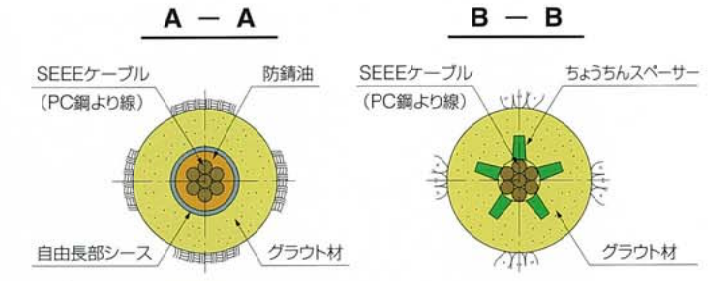 A － A
SEEEケーブル
(PC鋼より線)
防錆油
自由長部シース
グラウト材
B － B
SEEEケーブル
(PC鋼より線)
ちょうちんスペーサー
グラウト材